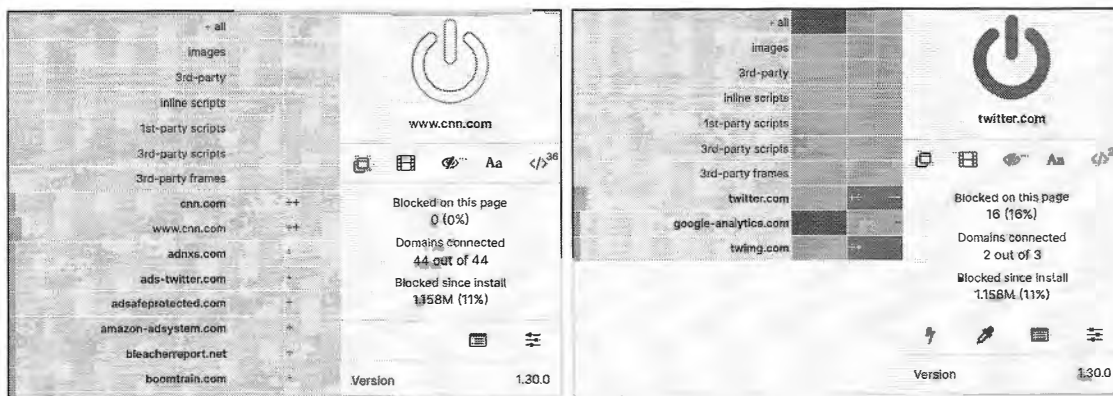 + all
images
3rd-party
inline scripts
1st-party scripts
3rd-party scripts
3rd-party frames
cnn.com ++
www.cnn.com ++
adnxs.com +
ads-twitter.com +
adsafeprotected.com +
amazon-adsystem.com +
bleacherreport.net +
boomtrain.com +
www.cnn.com
Aa </> 36
Blocked on this page
0 (0%)
Domains connected
44 out of 44
Blocked since install
1.158M (11%)
Version 1.30.0
+ all
images
3rd-party
inline scripts
1st-party scripts
3rd-party scripts
3rd-party frames
twitter.com ++ −
google-analytics.com −
twimg.com ++
twitter.com
Aa </>
Blocked on this page
16 (16%)
Domains connected
2 out of 3
Blocked since install
1.158M (11%)
Version 1.30.0